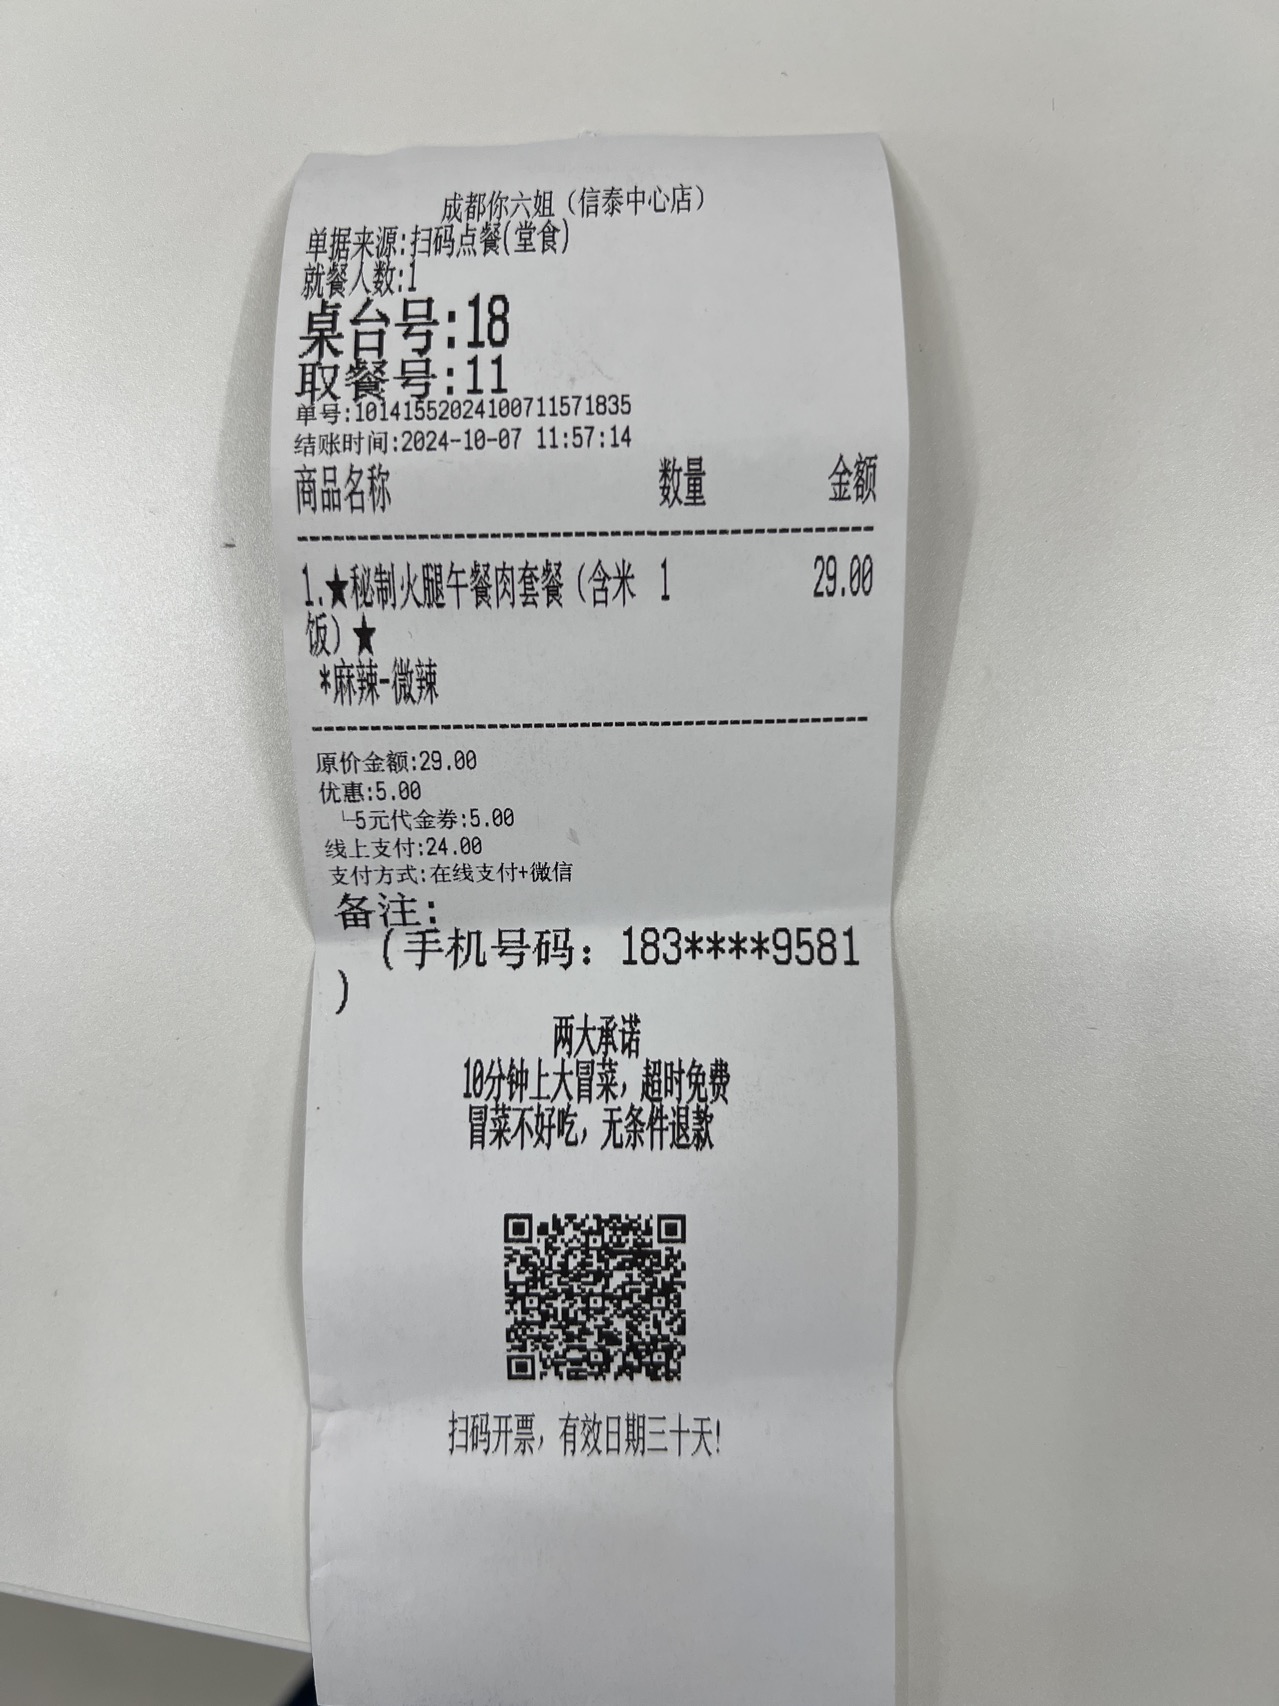 成都你六姐（信泰中心店）
单据来源:扫码点餐(堂食)
就餐人数:1
桌台号:18
取餐号:11
单号:10141552024100711571835
结账时间:2024-10-07 11:57:14
商品名称 数量 金额
1.★秘制火腿午餐肉套餐（含米 1 29.00
饭）★
*麻辣-微辣
原价金额:29.00
优惠:5.00
└5元代金券:5.00
线上支付:24.00
支付方式:在线支付+微信
备注:
(手机号码：183****9581
)
两大承诺
10分钟上大冒菜，超时免费
冒菜不好吃，无条件退款
扫码开票，有效日期三十天!